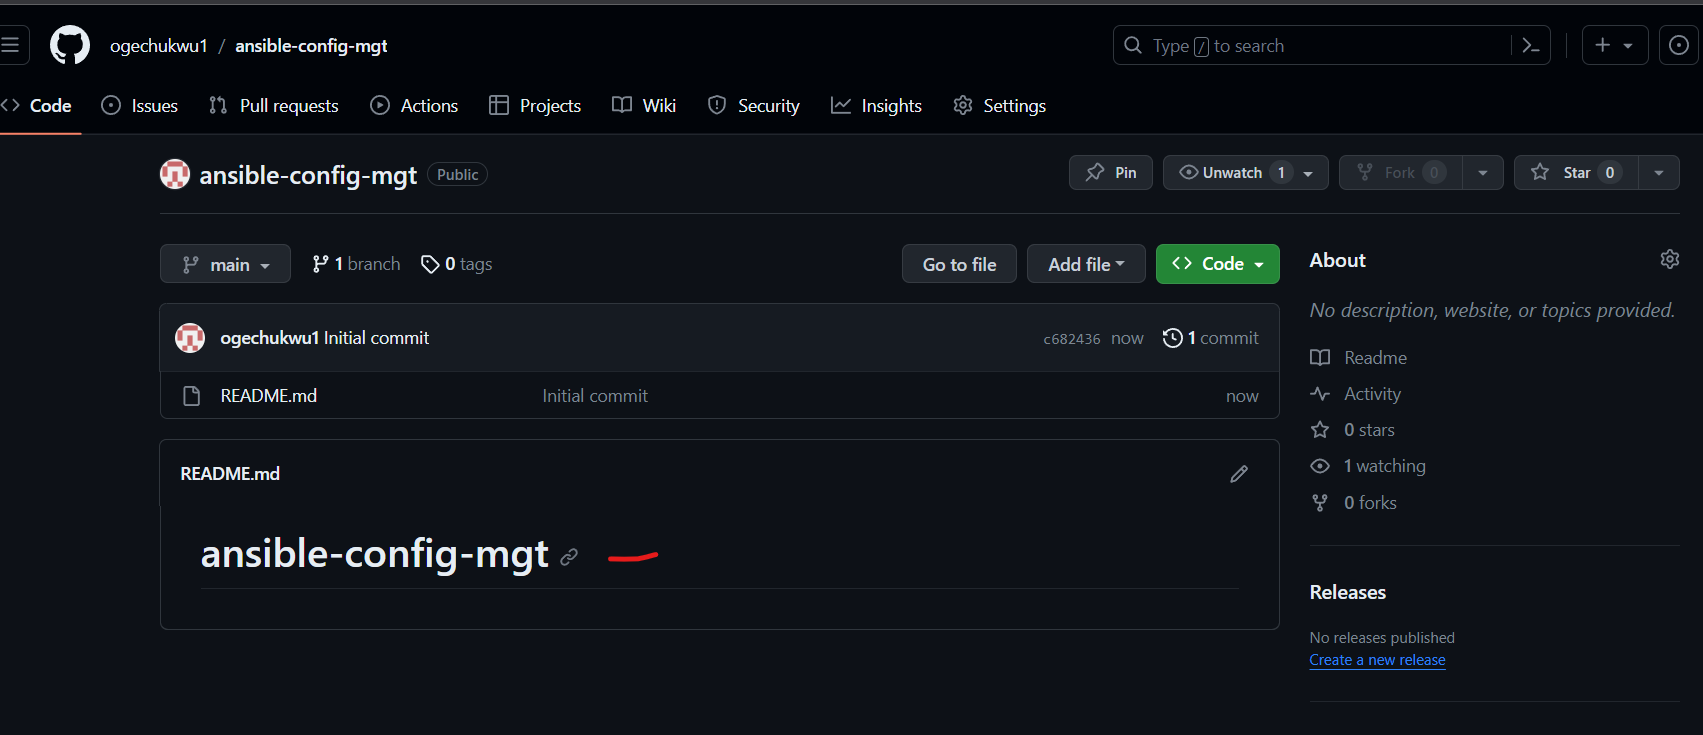 ogechukwu1 / ansible-config-mgt
Type / to search
Code Issues Pull requests Actions Projects Wiki Security Insights Settings
ansible-config-mgt Public
Pin Unwatch 1 Fork 0 Star 0
main 1 branch 0 tags
Go to file Add file Code
ogechukwu1 Initial commit c682436 now 1 commit
README.md Initial commit now
README.md
ansible-config-mgt
About
No description, website, or topics provided.
Readme
Activity
0 stars
1 watching
0 forks
Releases
No releases published
Create a new release